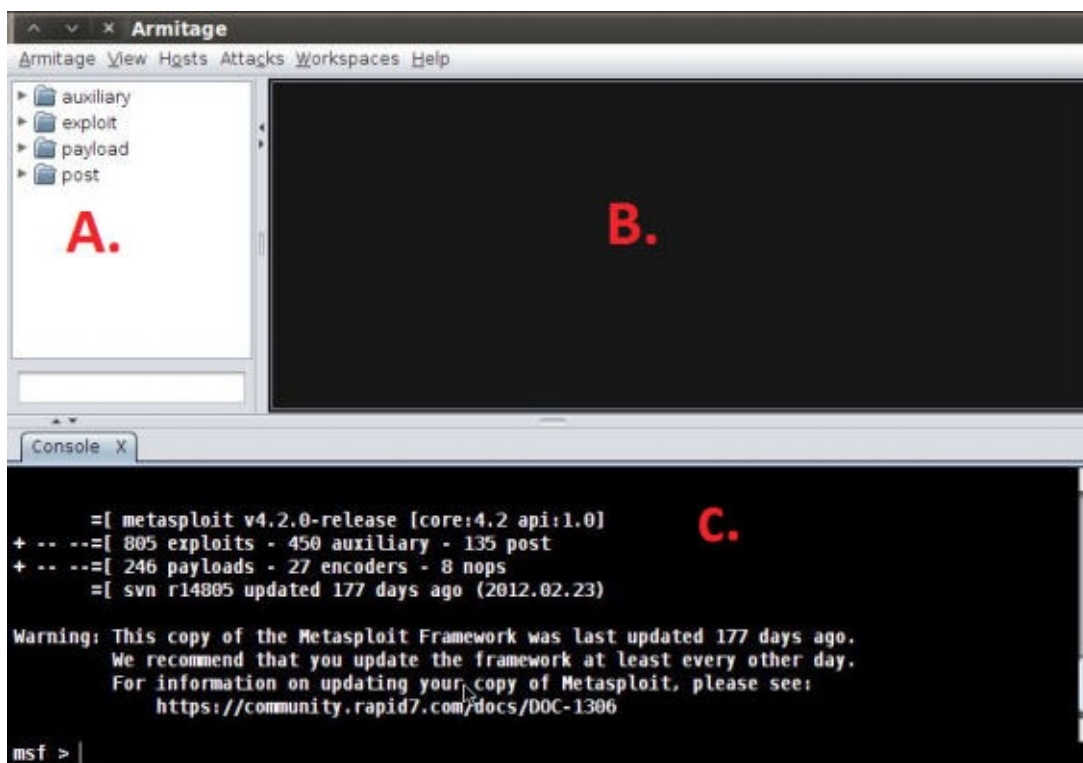 Armitage
Armitage View Hosts Attacks Workspaces Help
auxiliary
exploit
payload
post
A.
B.
Console X
=[ metasploit v4.2.0-release [core:4.2 api:1.0]
+ -- --=[ 805 exploits - 450 auxiliary - 135 post
+ -- --=[ 246 payloads - 27 encoders - 8 nops
=[ svn r14805 updated 177 days ago (2012.02.23)
C.
Warning: This copy of the Metasploit Framework was last updated 177 days ago.
We recommend that you update the framework at least every other day.
For information on updating your copy of Metasploit, please see:
https://community.rapid7.com/docs/DOC-1306
msf >